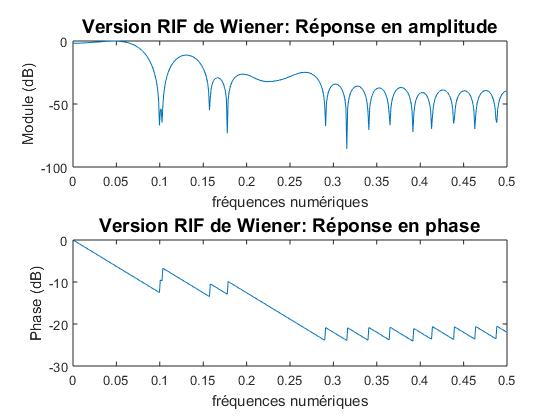 Version RIF de Wiener: Réponse en amplitude
Module (dB)
0
-50
-100
0 0.05 0.1 0.15 0.2 0.25 0.3 0.35 0.4 0.45 0.5
fréquences numériques
Version RIF de Wiener: Réponse en phase
Phase (dB)
0
-10
-20
-30
0 0.05 0.1 0.15 0.2 0.25 0.3 0.35 0.4 0.45 0.5
fréquences numériques